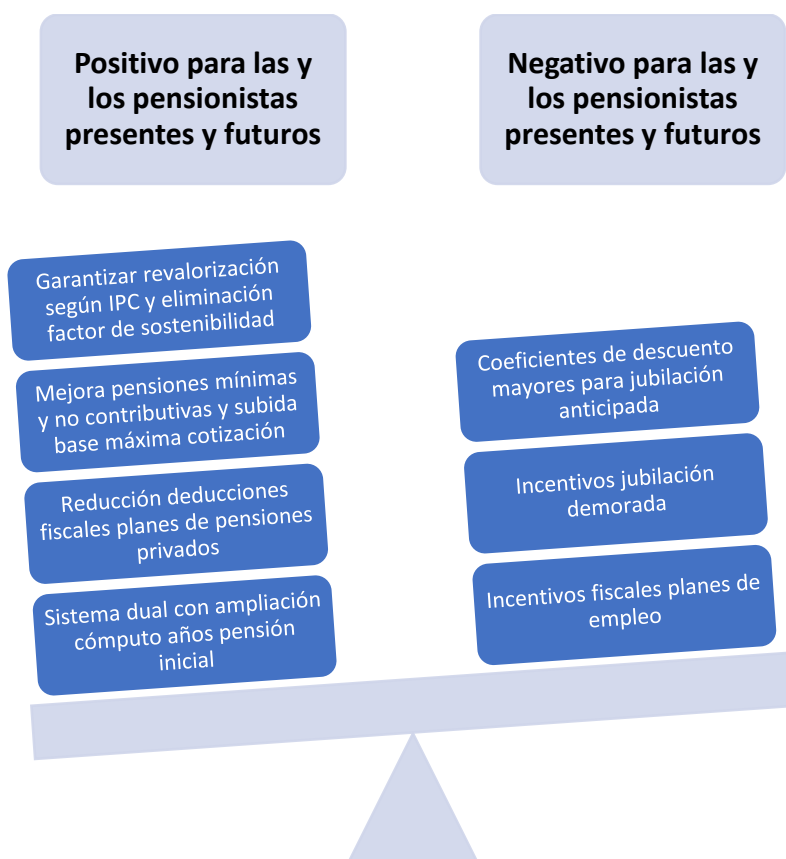 Positivo para las y
los pensionistas
presentes y futuros
Negativo para las y
los pensionistas
presentes y futuros
Garantizar revalorización
según IPC y eliminación
factor de sostenibilidad
Mejora pensiones mínimas
y no contributivas y subida
base máxima cotización
Reducción deducciones
fiscales planes de pensiones
privados
Sistema dual con ampliación
cómputo años pensión
inicial
Coeficientes de descuento
mayores para jubilación
anticipada
Incentivos jubilación
demorada
Incentivos fiscales planes de
empleo